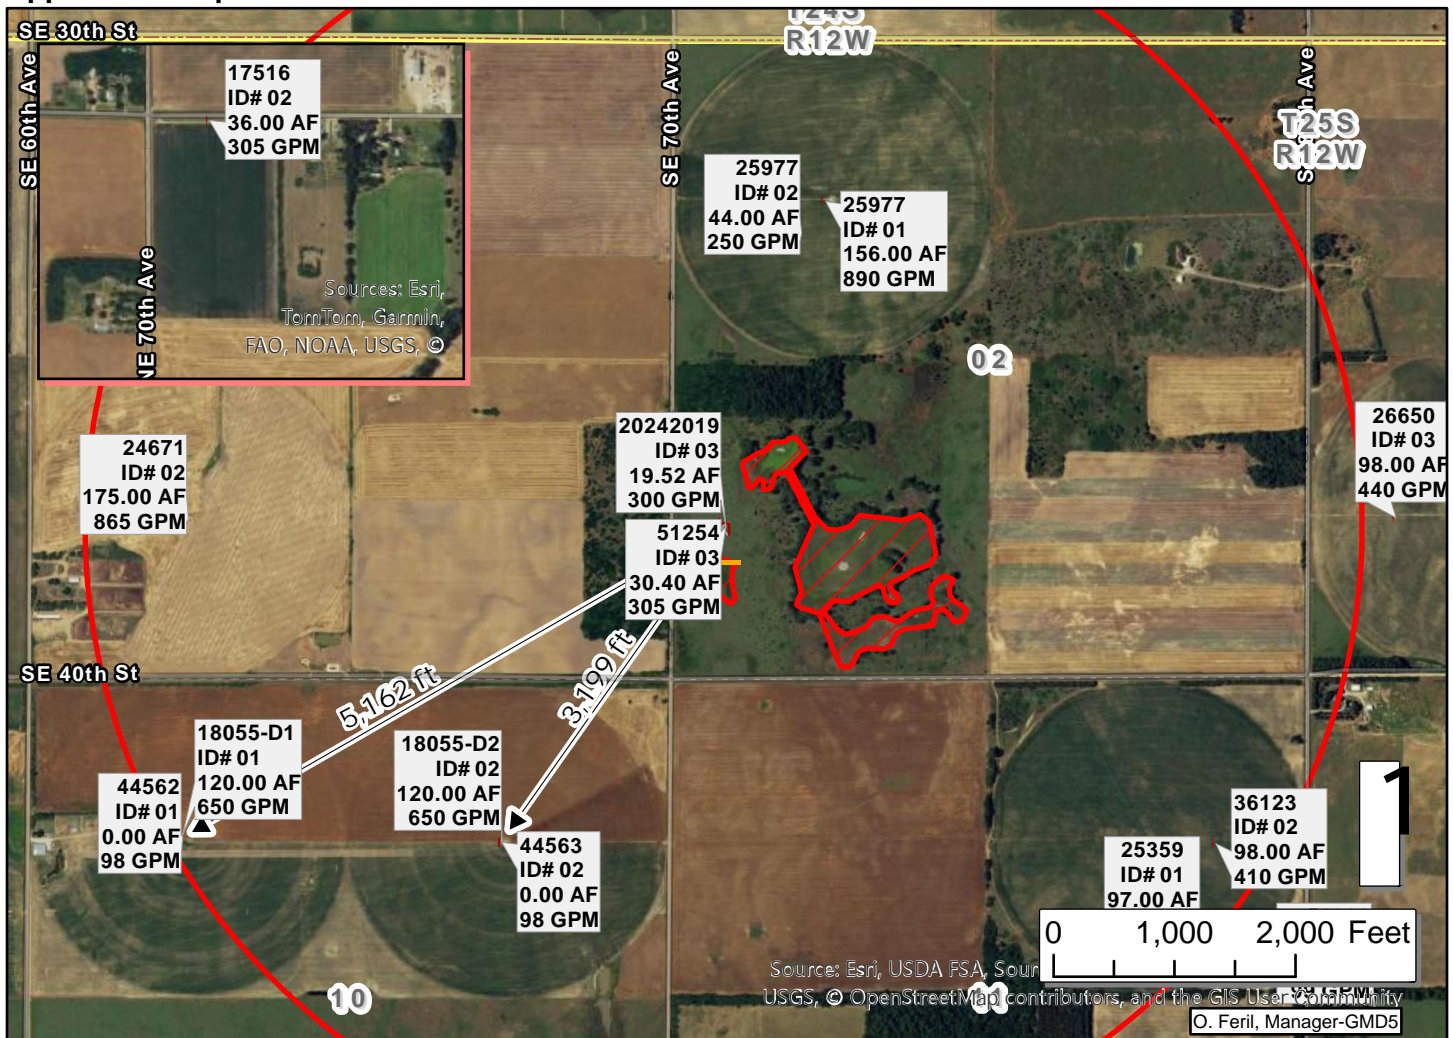 SE 30th St
T24S
R12W
SE 60th Ave
17516
ID# 02
36.00 AF
305 GPM
NE 70th Ave
Sources: Esri,
TomTom, Garmin,
FAO, NOAA, USGS, ©
SE 70th Ave
25977
ID# 02
44.00 AF
250 GPM
25977
ID# 01
156.00 AF
890 GPM
T25S
R12W
Ave
02
24671
ID# 02
175.00 AF
865 GPM
20242019
ID# 03
19.52 AF
300 GPM
51254
ID# 03
30.40 AF
305 GPM
26650
ID# 03
98.00 AF
440 GPM
SE 40th St
5,162 ft
3,199 ft
18055-D1
ID# 01
120.00 AF
650 GPM
44562
ID# 01
0.00 AF
98 GPM
18055-D2
ID# 02
120.00 AF
650 GPM
44563
ID# 02
0.00 AF
98 GPM
36123
ID# 02
98.00 AF
410 GPM
25359
ID# 01
97.00 AF
1
0 1,000 2,000 Feet
10
Source: Esri, USDA FSA,
USGS, © OpenStreetMap contributors, and the GIS User Community
O. Feril, Manager-GMD5